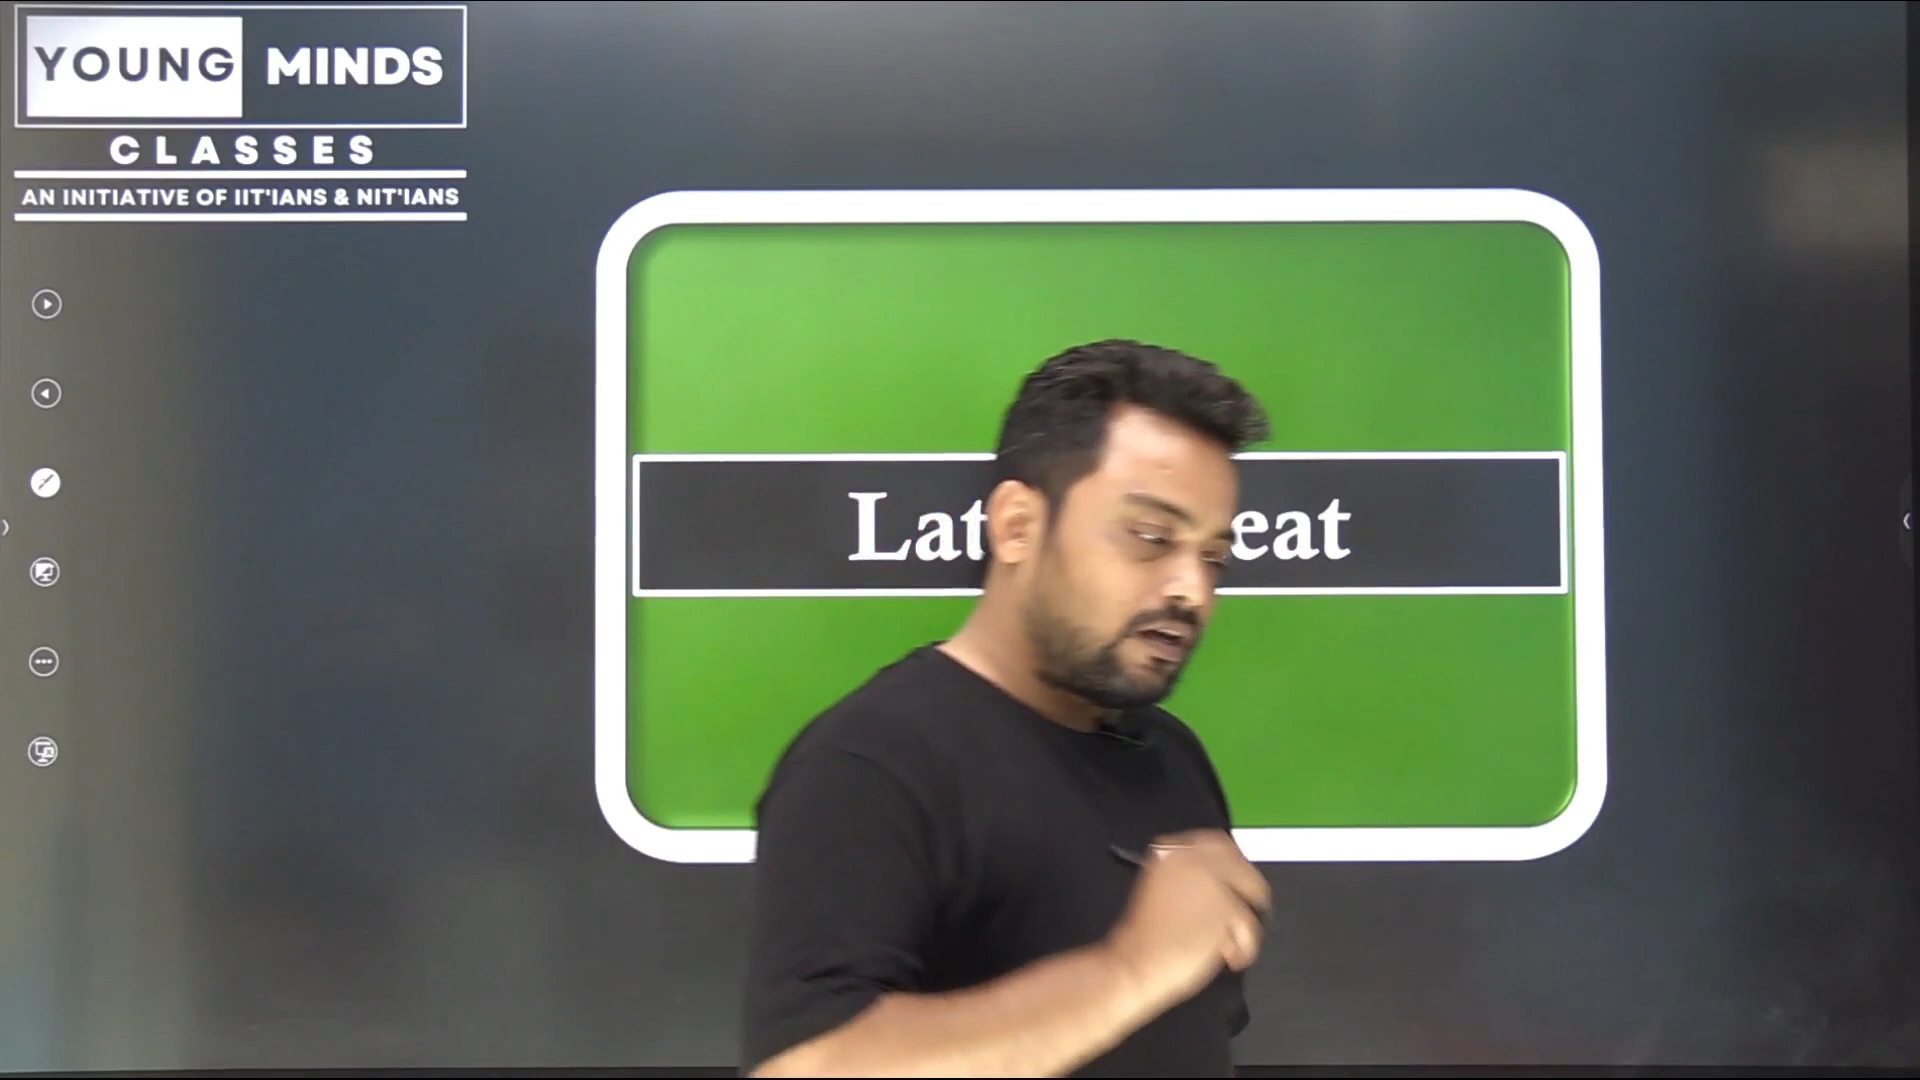 YOUNG MINDS
CLASSES
AN INITIATIVE OF IIT'IANS & NIT'IANS
Lat eat